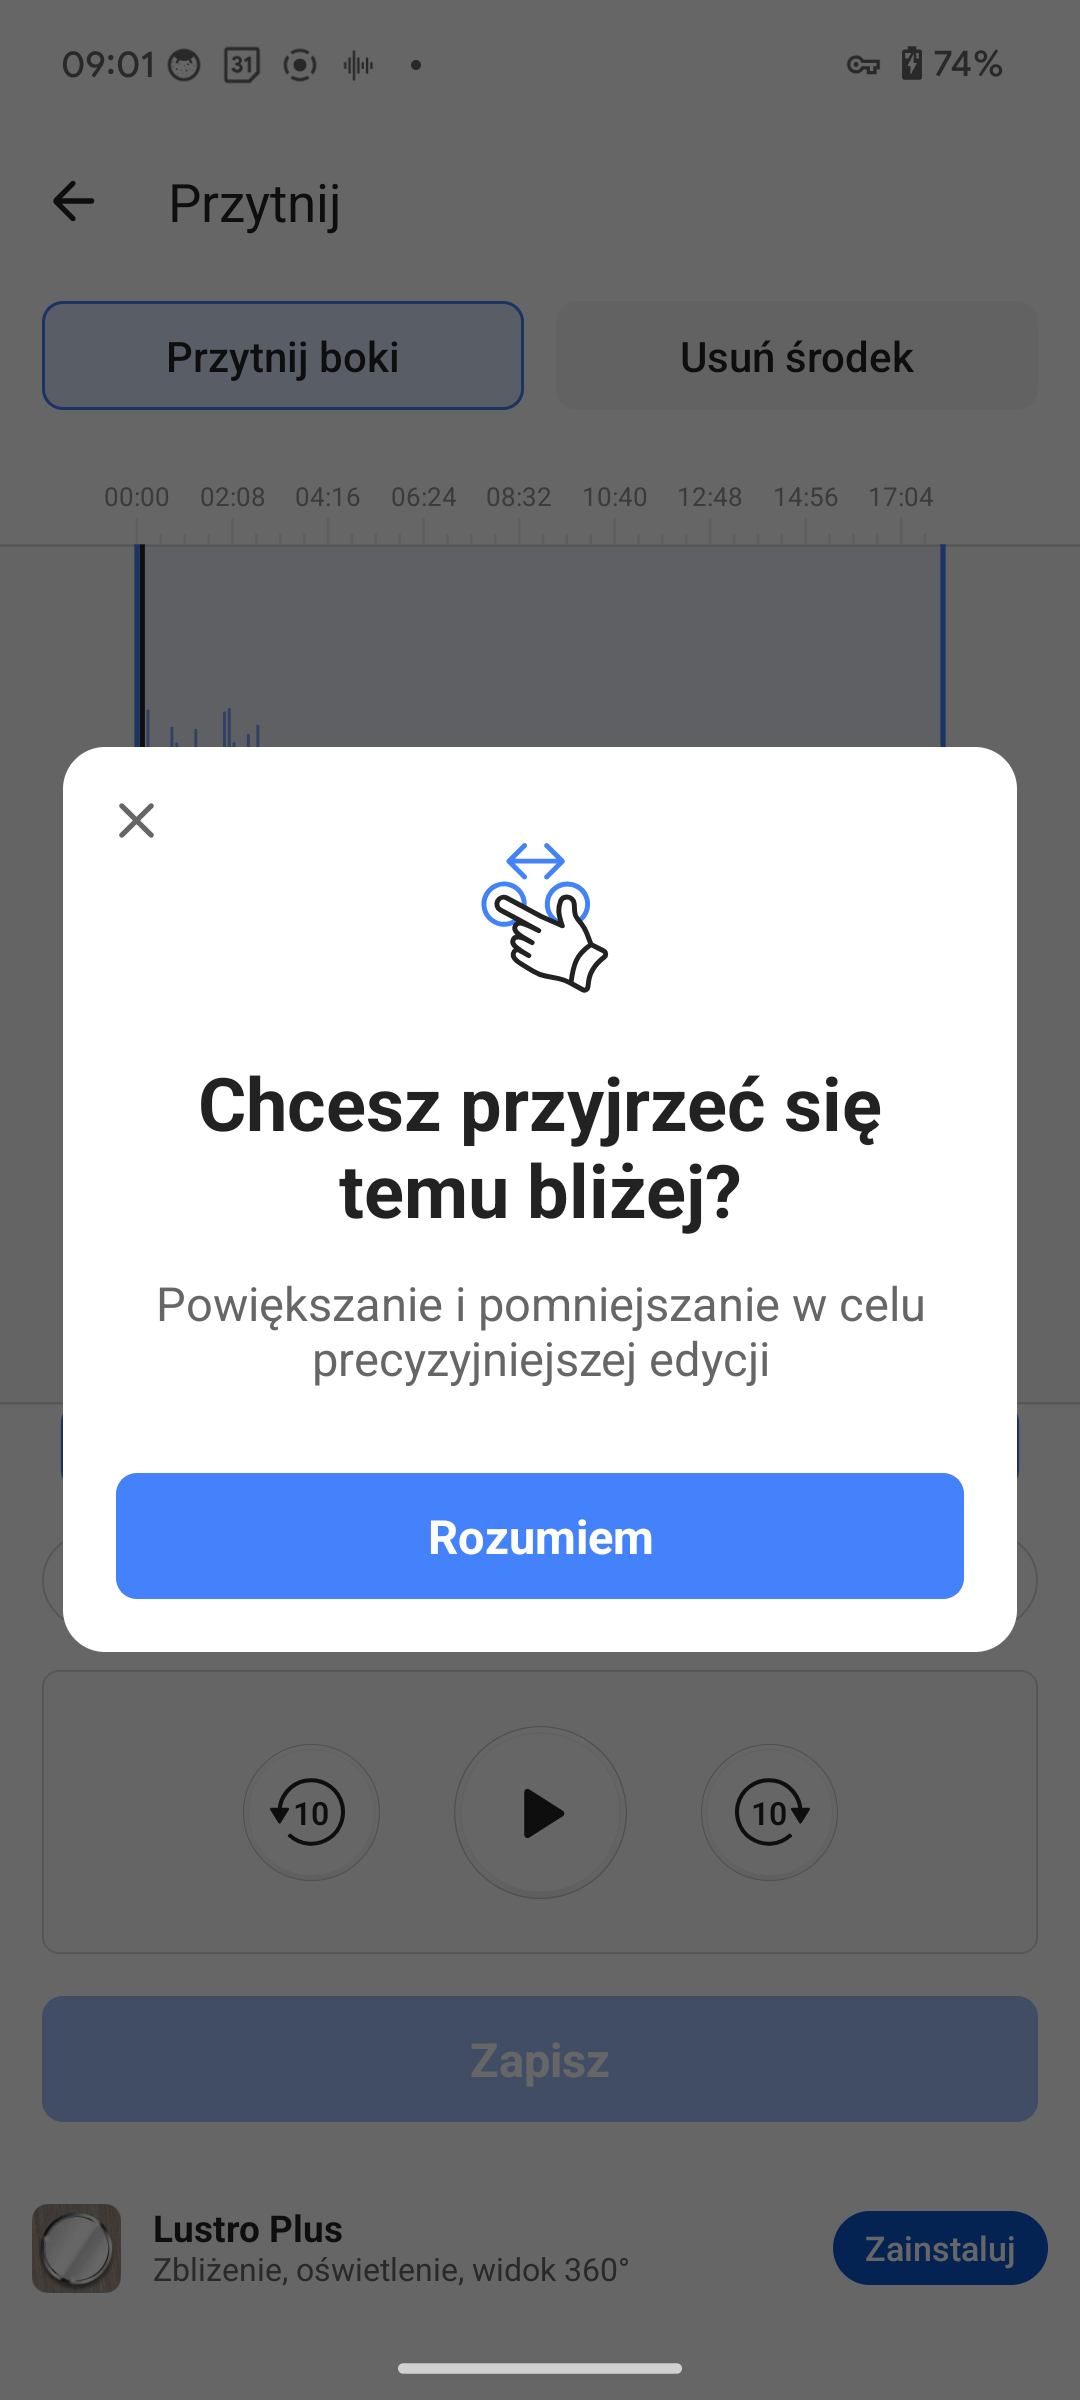 09:01
31
74%
Przytnij
Przytnij boki
Usuń środek
00:00 02:08 04:16 06:24 08:32 10:40 12:48 14:56 17:04
Chcesz przyjrzeć się
temu bliżej?
Powiększanie i pomniejszanie w celu
precyzyjniejszej edycji
Rozumiem
10
10
Zapisz
Lustro Plus
Zbliżenie, oświetlenie, widok 360°
Zainstaluj